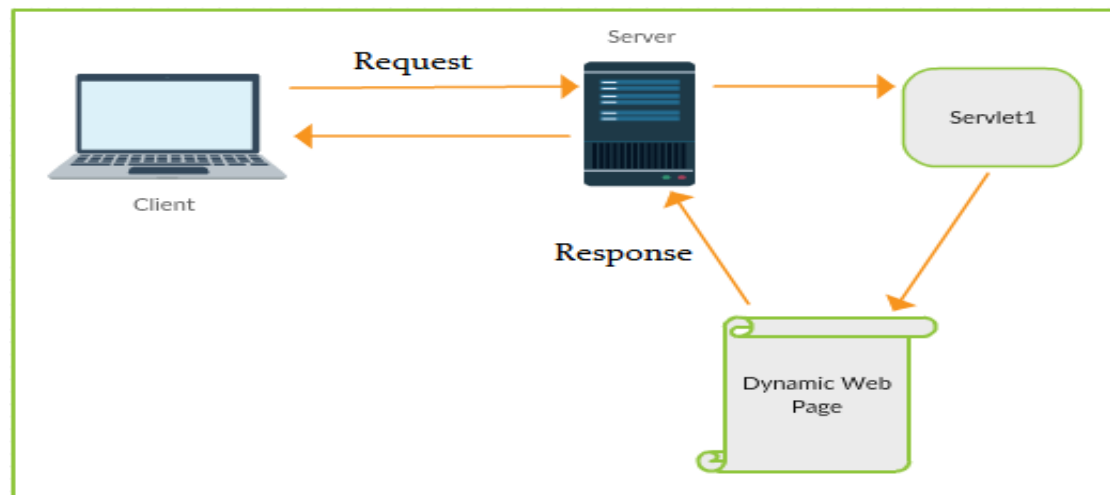 Server
Request
Servlet1
Client
Response
Dynamic Web
Page